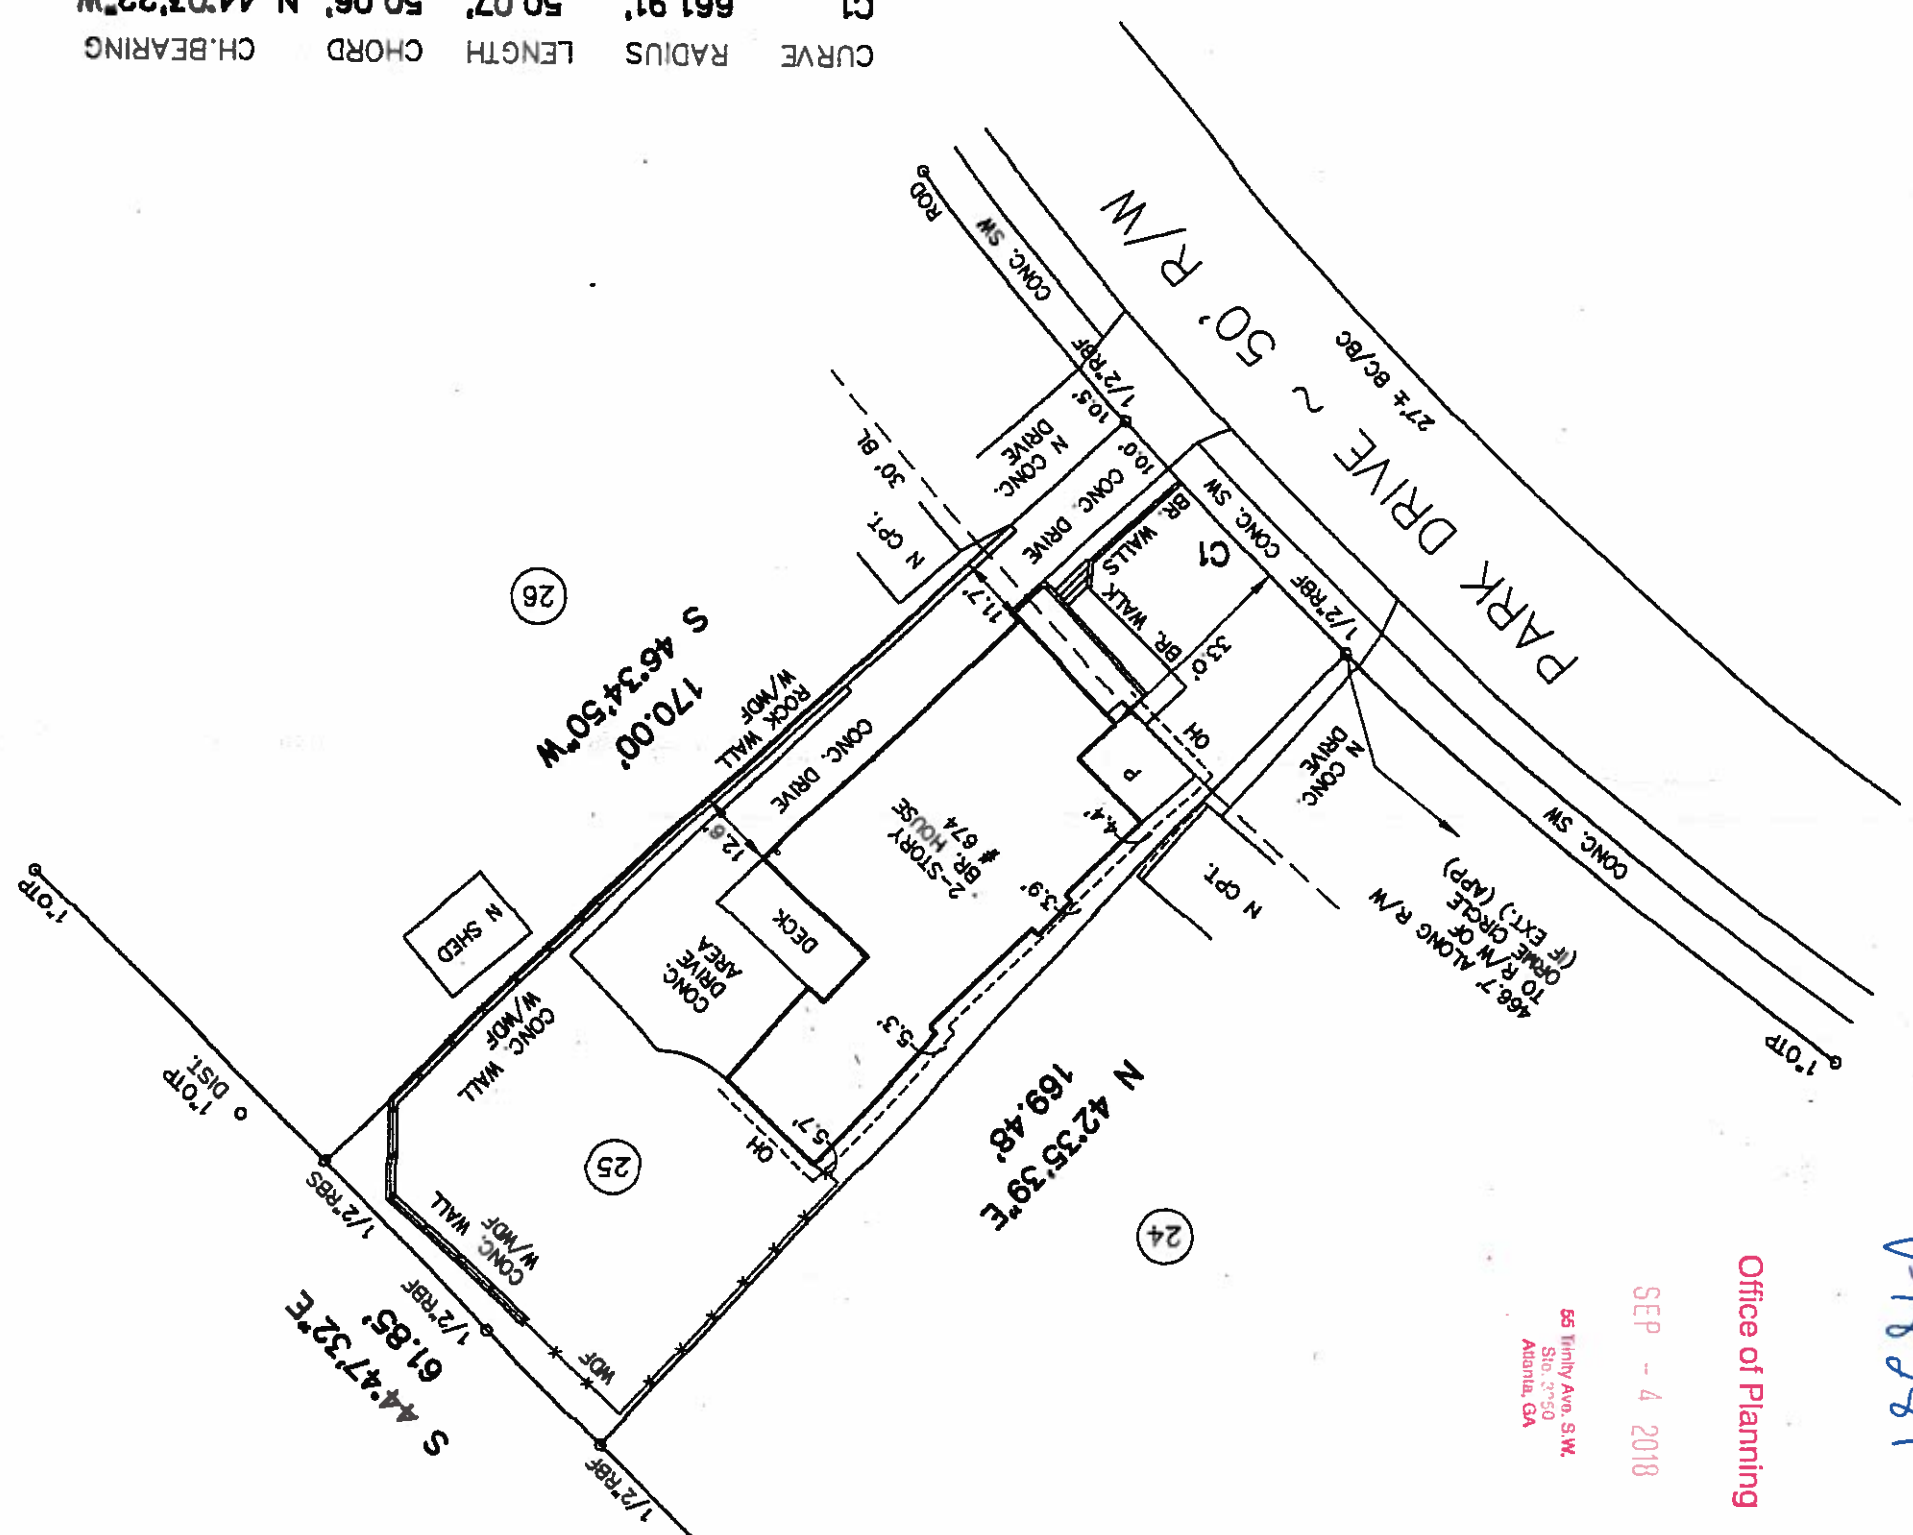 CURVE RADIUS LENGTH CHORD CH.BEARING
C1 661.91' 50.07' 50.06' N 44°03'22"W
ROD
CONC. SW
1/2"RBF
PARK DRIVE ~ 50' R/W
27'± BC/BC
30' BL
N CPT.
N CONC.
DRIVE
10.5'
10.0'
CONC. DRIVE
BR. WALLS
C1
CONC. SW
1/2"RBF
BR. WALK
33.0'
11.7'
26
S 46°34'50"W
170.00'
ROCK WALL
W/WDF
CONC. DRIVE
12.6'
P
OH
4.4'
2-STORY
BR. HOUSE
# 674
3.9'
N CONC.
DRIVE
N CPT.
CONC. SW
466.7' ALONG R/W
TO R/W OF
ORME CIRCLE
(IF EXT.) (APP)
1"OTP
DECK
CONC.
DRIVE
AREA
5.3'
5.7'
OH
N SHED
1"OTP
1"OTP
DIST.
CONC. WALL
W/WDF
25
N 42°35'39"E
169.48'
24
1/2"RBS
CONC. WALL
W/WDF
1/2"RBF
WDF
S 44°47'32"E
61.85'
1/2"RBF
Office of Planning
SEP -- 4 2018
55 Trinity Ave. S.W.
Ste. 3350
Atlanta, GA